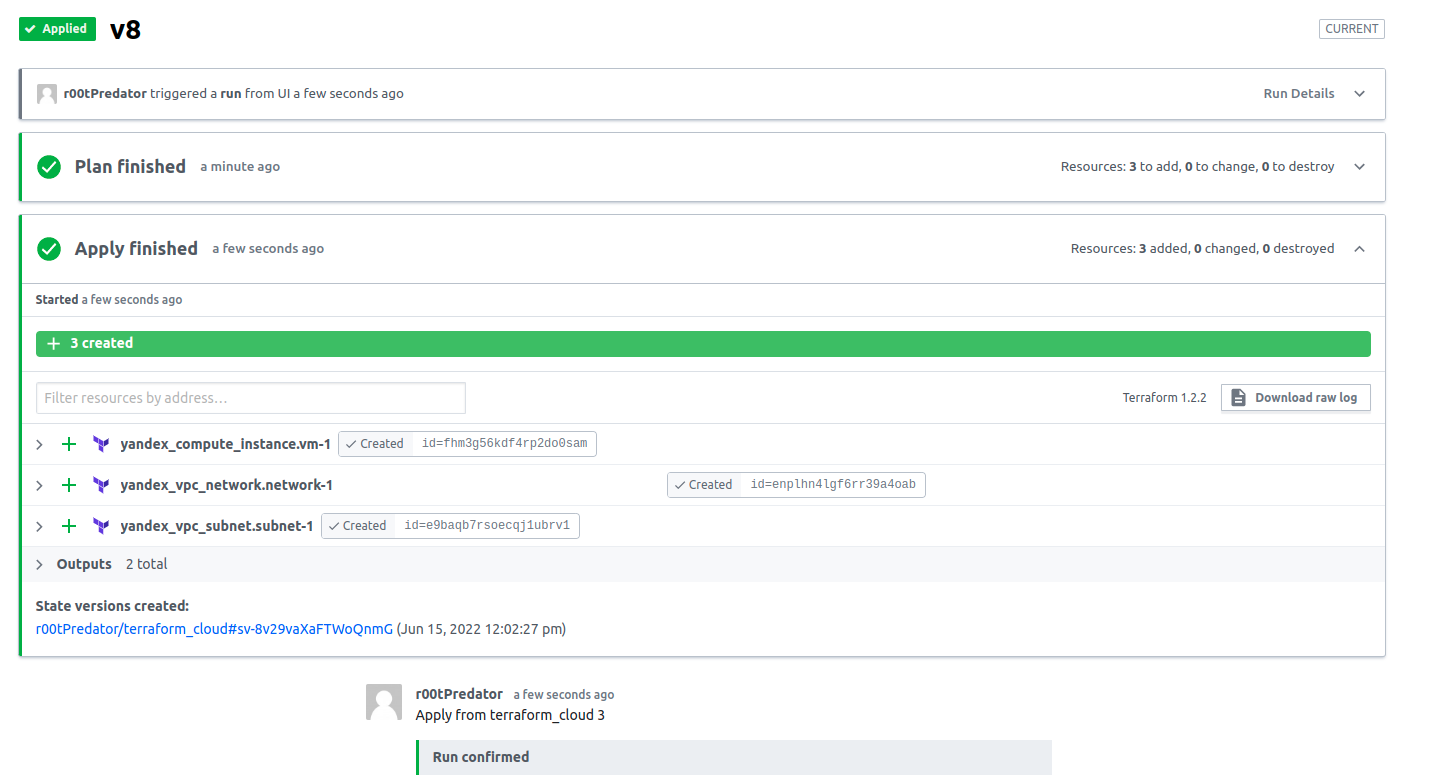 Applied v8 CURRENT
r00tPredator triggered a run from UI a few seconds ago Run Details
Plan finished a minute ago Resources: 3 to add, 0 to change, 0 to destroy
Apply finished a few seconds ago Resources: 3 added, 0 changed, 0 destroyed
Started a few seconds ago
3 created
Filter resources by address… Terraform 1.2.2 Download raw log
yandex_compute_instance.vm-1 Created id=fhm3g56kdf4rp2do0sam
yandex_vpc_network.network-1 Created id=enplhn4lgf6rr39a4oab
yandex_vpc_subnet.subnet-1 Created id=e9baqb7rsoecqj1ubrv1
Outputs 2 total
State versions created:
r00tPredator/terraform_cloud#sv-8v29vaXaFTWoQnmG (Jun 15, 2022 12:02:27 pm)
r00tPredator a few seconds ago
Apply from terraform_cloud 3
Run confirmed